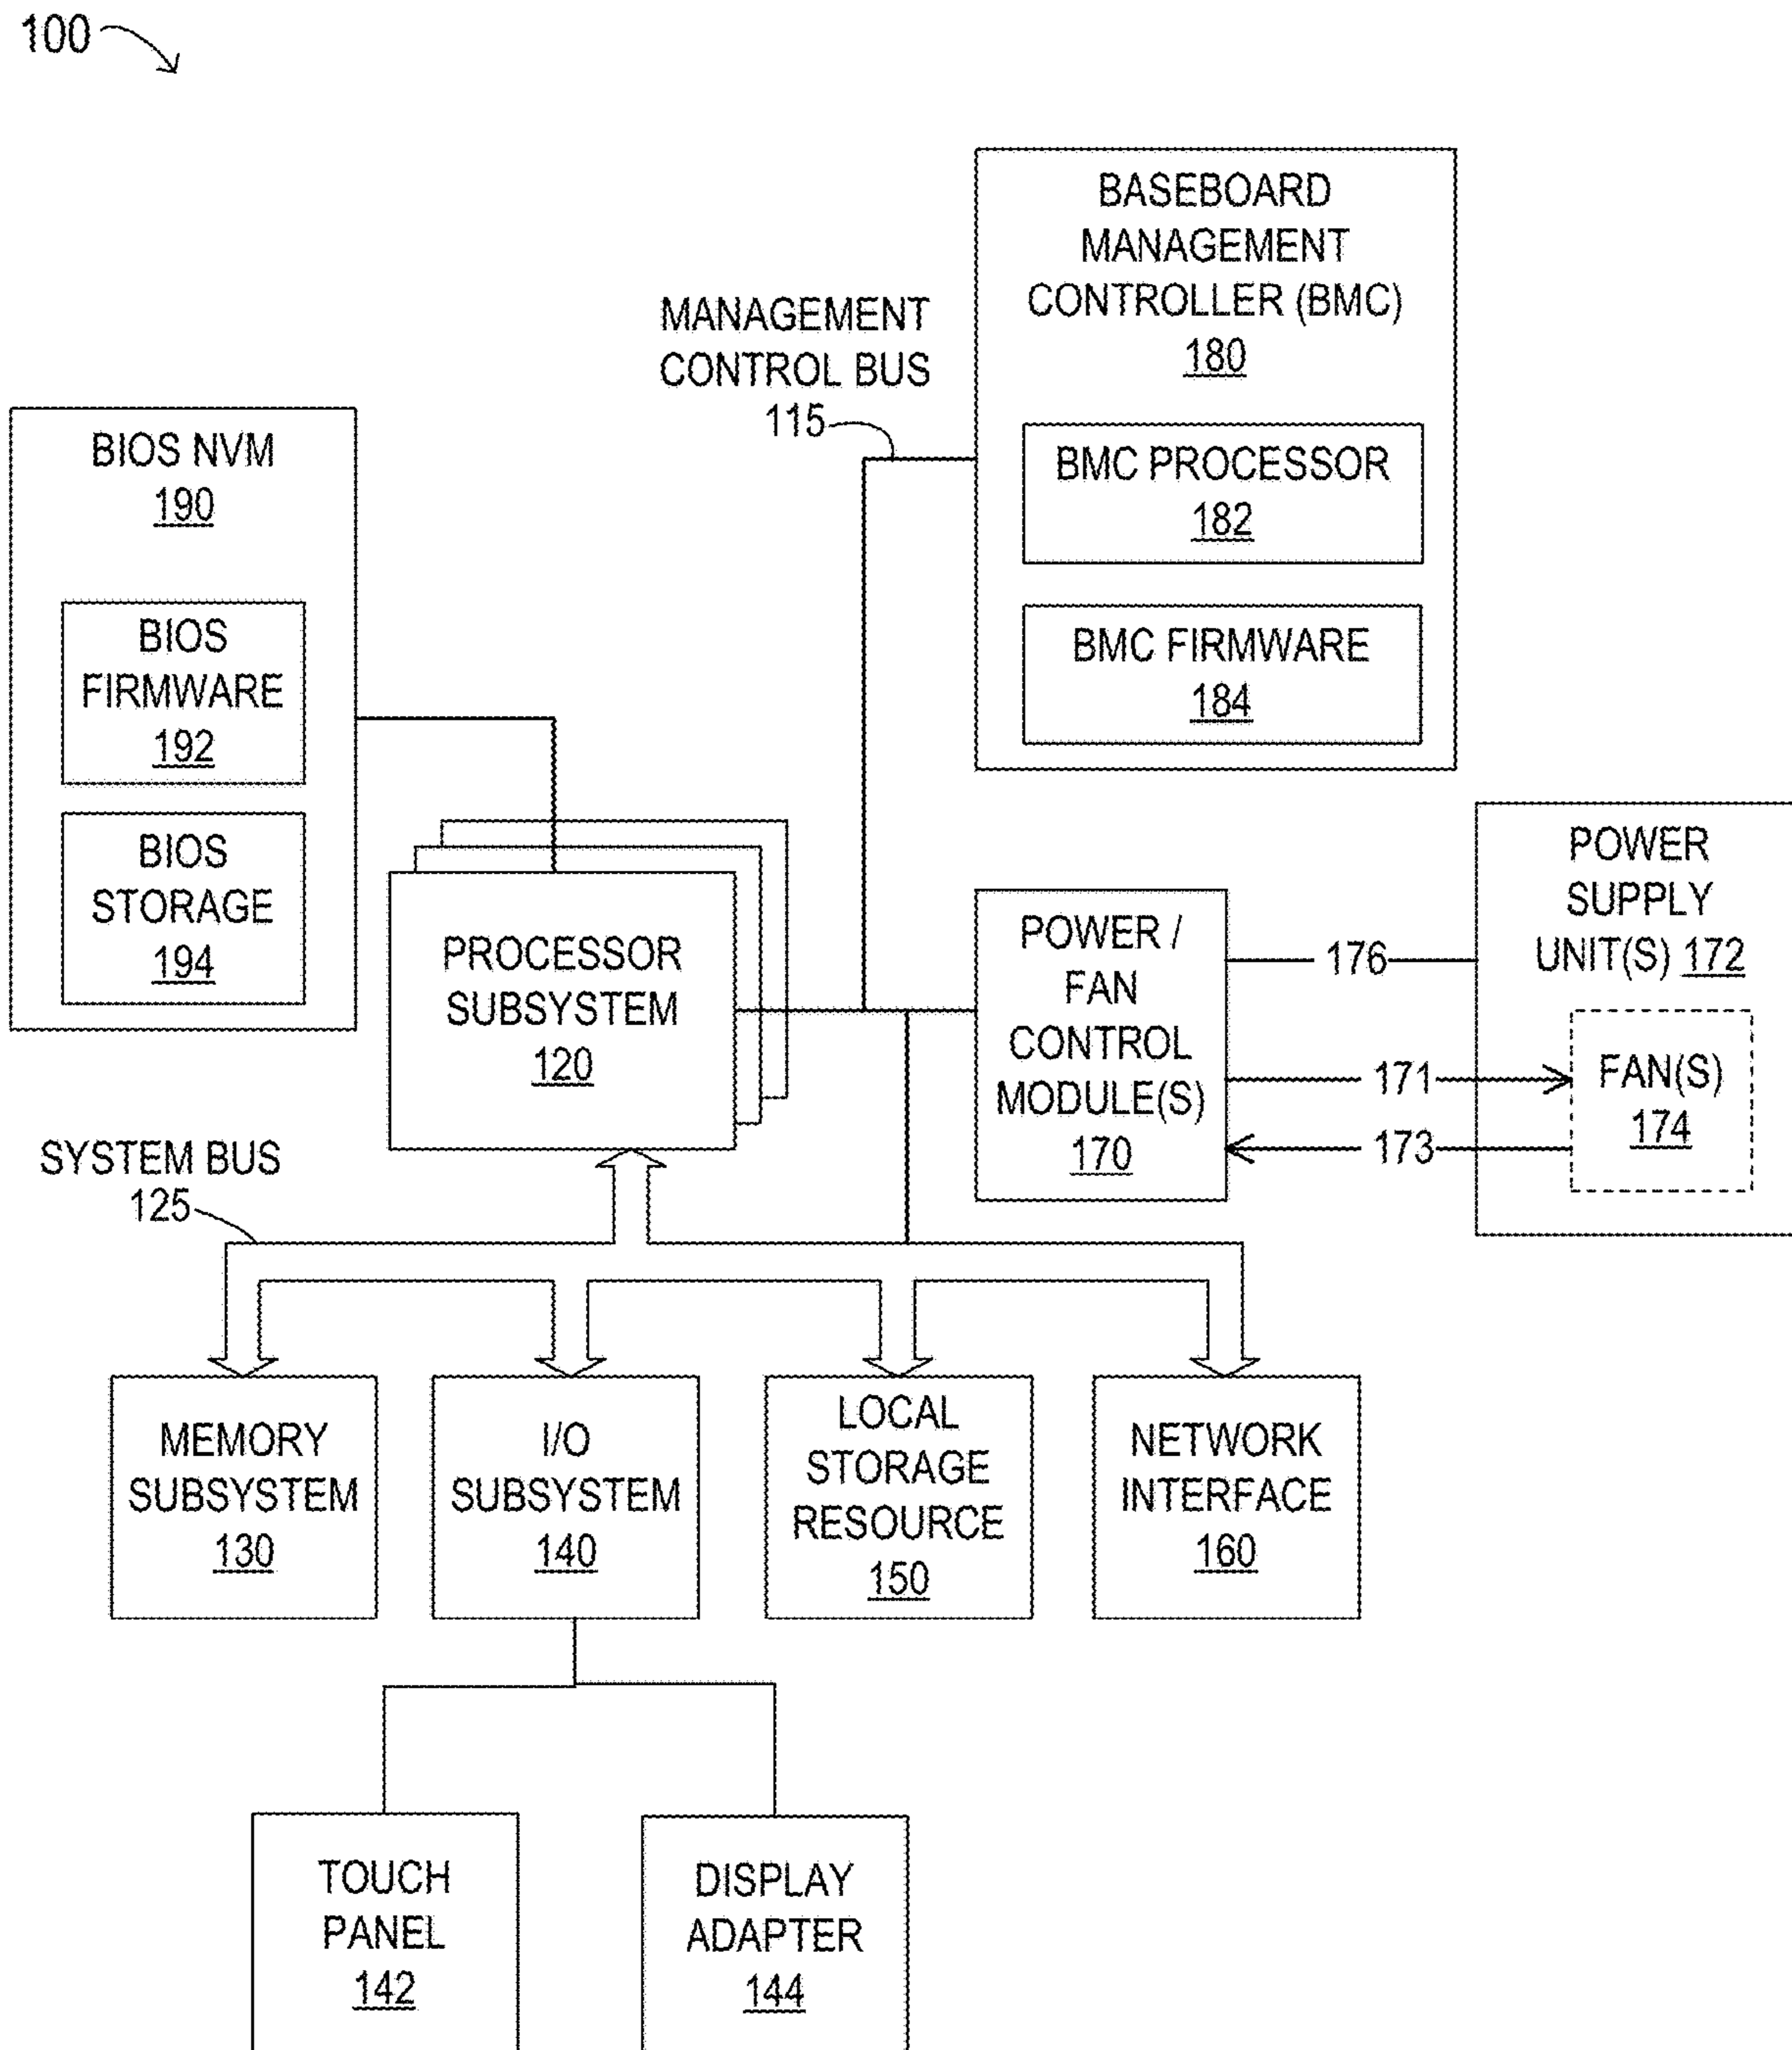 100
BASEBOARD
MANAGEMENT
CONTROLLER (BMC)
180
MANAGEMENT
CONTROL BUS
115
BMC PROCESSOR
182
BMC FIRMWARE
184
BIOS NVM
190
BIOS
FIRMWARE
192
BIOS
STORAGE
194
PROCESSOR
SUBSYSTEM
120
POWER /
FAN
CONTROL
MODULE(S)
170
176
171
173
POWER
SUPPLY
UNIT(S) 172
FAN(S)
174
SYSTEM BUS
125
MEMORY
SUBSYSTEM
130
I/O
SUBSYSTEM
140
LOCAL
STORAGE
RESOURCE
150
NETWORK
INTERFACE
160
TOUCH
PANEL
142
DISPLAY
ADAPTER
144